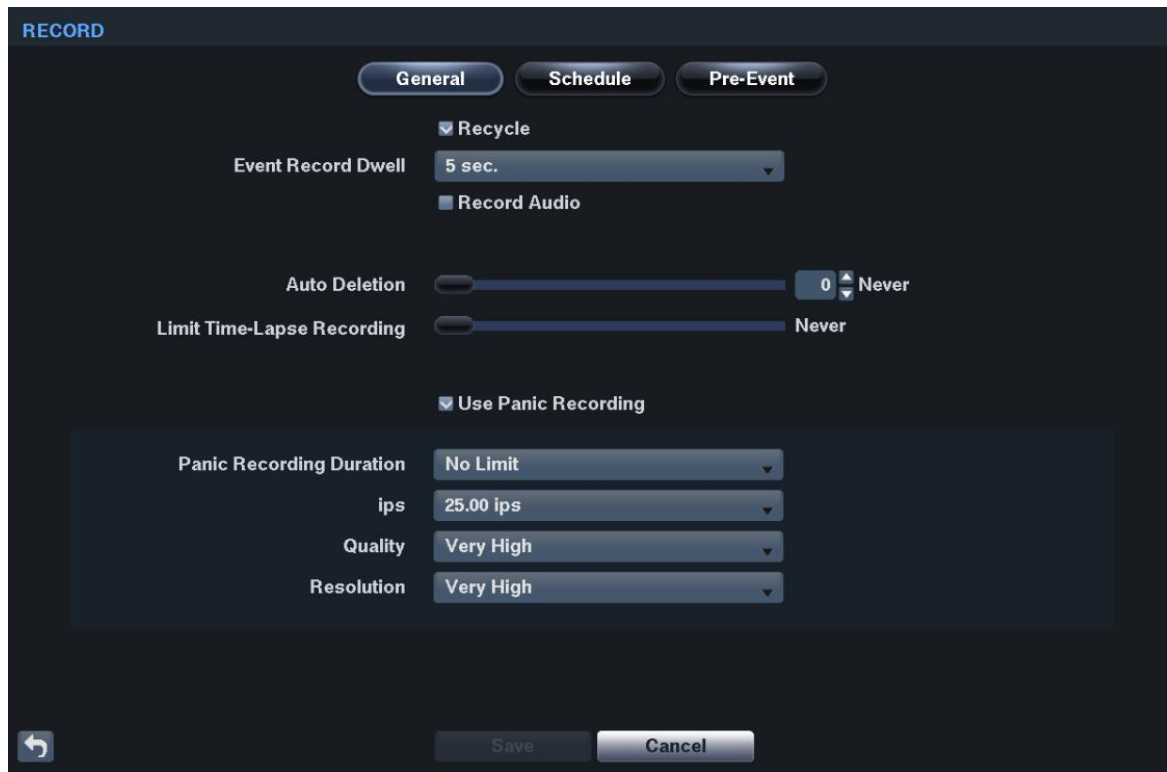 RECORD
General Schedule Pre-Event
Recycle
Event Record Dwell 5 sec.
Record Audio
Auto Deletion 0 Never
Limit Time-Lapse Recording Never
Use Panic Recording
Panic Recording Duration No Limit
ips 25.00 ips
Quality Very High
Resolution Very High
Save Cancel